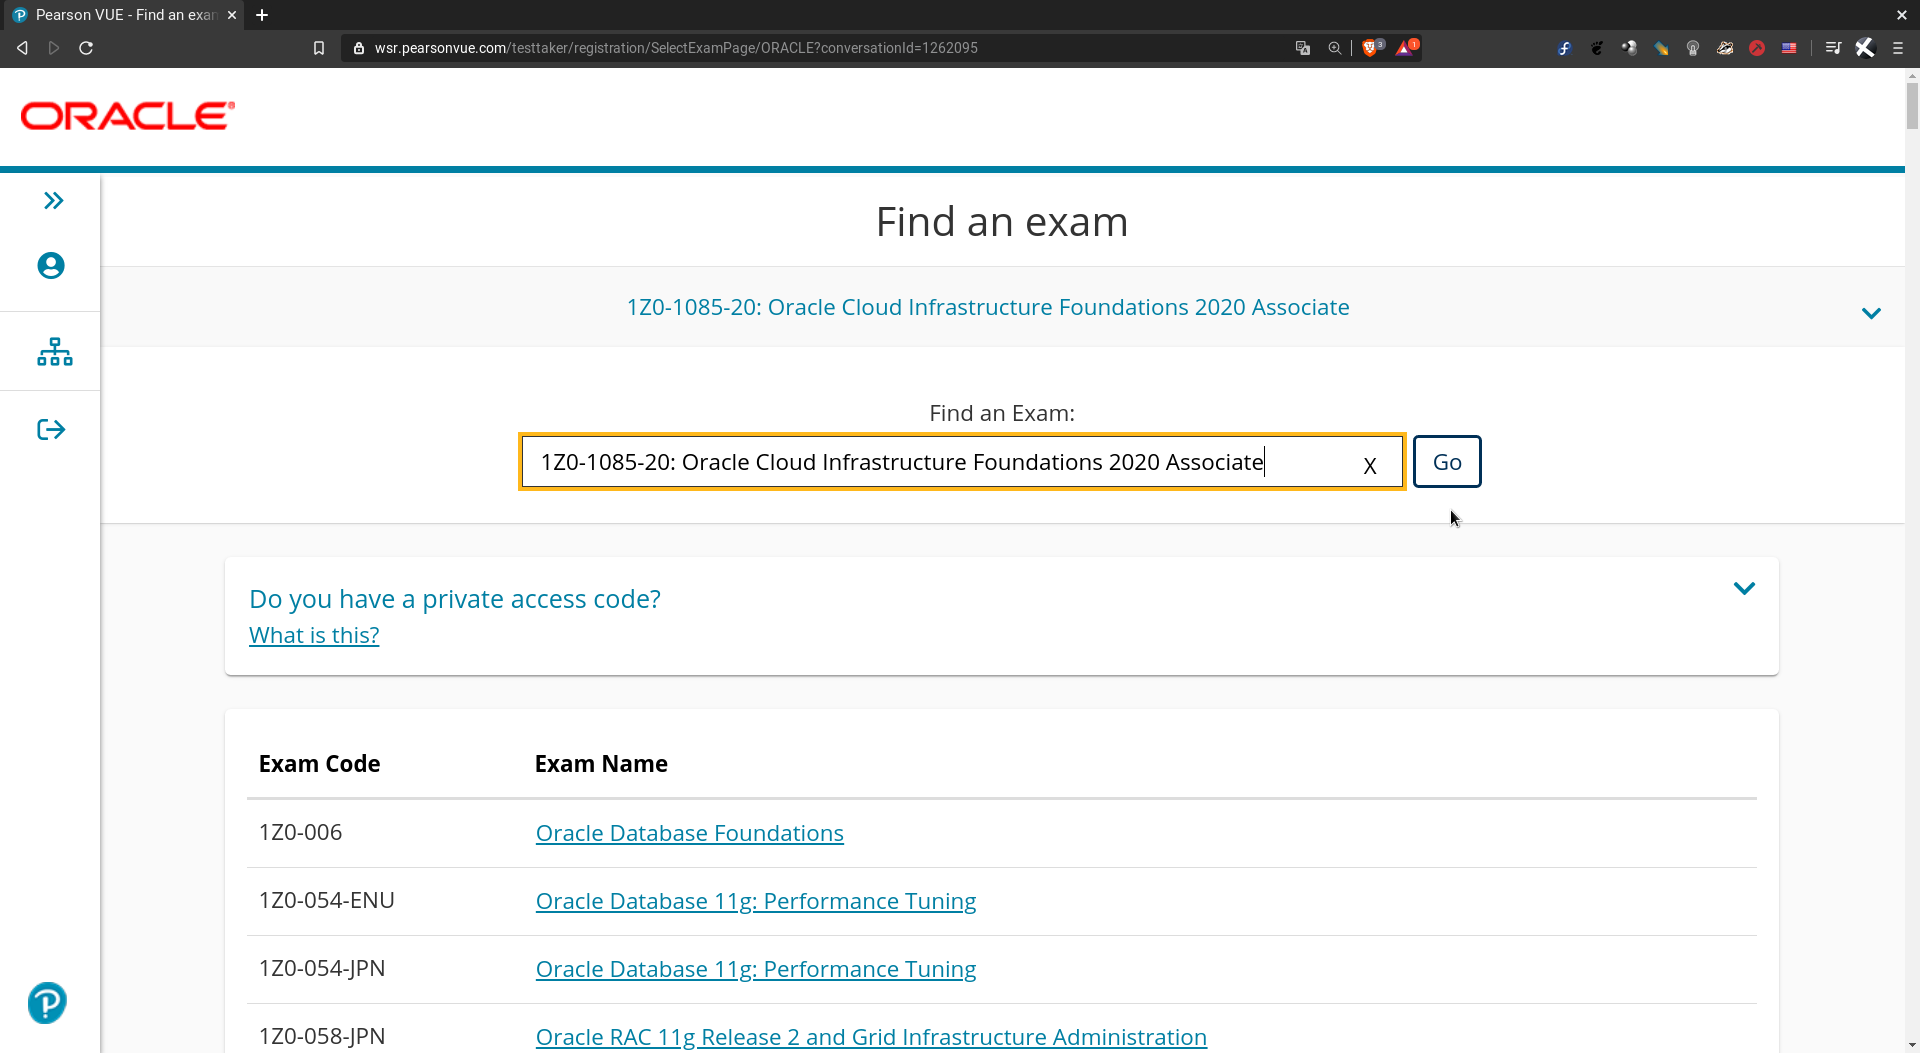 Pearson VUE - Find an exam
wsr.pearsonvue.com/testtaker/registration/SelectExamPage/ORACLE?conversationId=1262095
3
1
ORACLE®
Find an exam
1Z0-1085-20: Oracle Cloud Infrastructure Foundations 2020 Associate
Find an Exam:
1Z0-1085-20: Oracle Cloud Infrastructure Foundations 2020 Associate
X
Go
Do you have a private access code?
What is this?
Exam Code Exam Name
1Z0-006 Oracle Database Foundations
1Z0-054-ENU Oracle Database 11g: Performance Tuning
1Z0-054-JPN Oracle Database 11g: Performance Tuning
1Z0-058-JPN Oracle RAC 11g Release 2 and Grid Infrastructure Administration